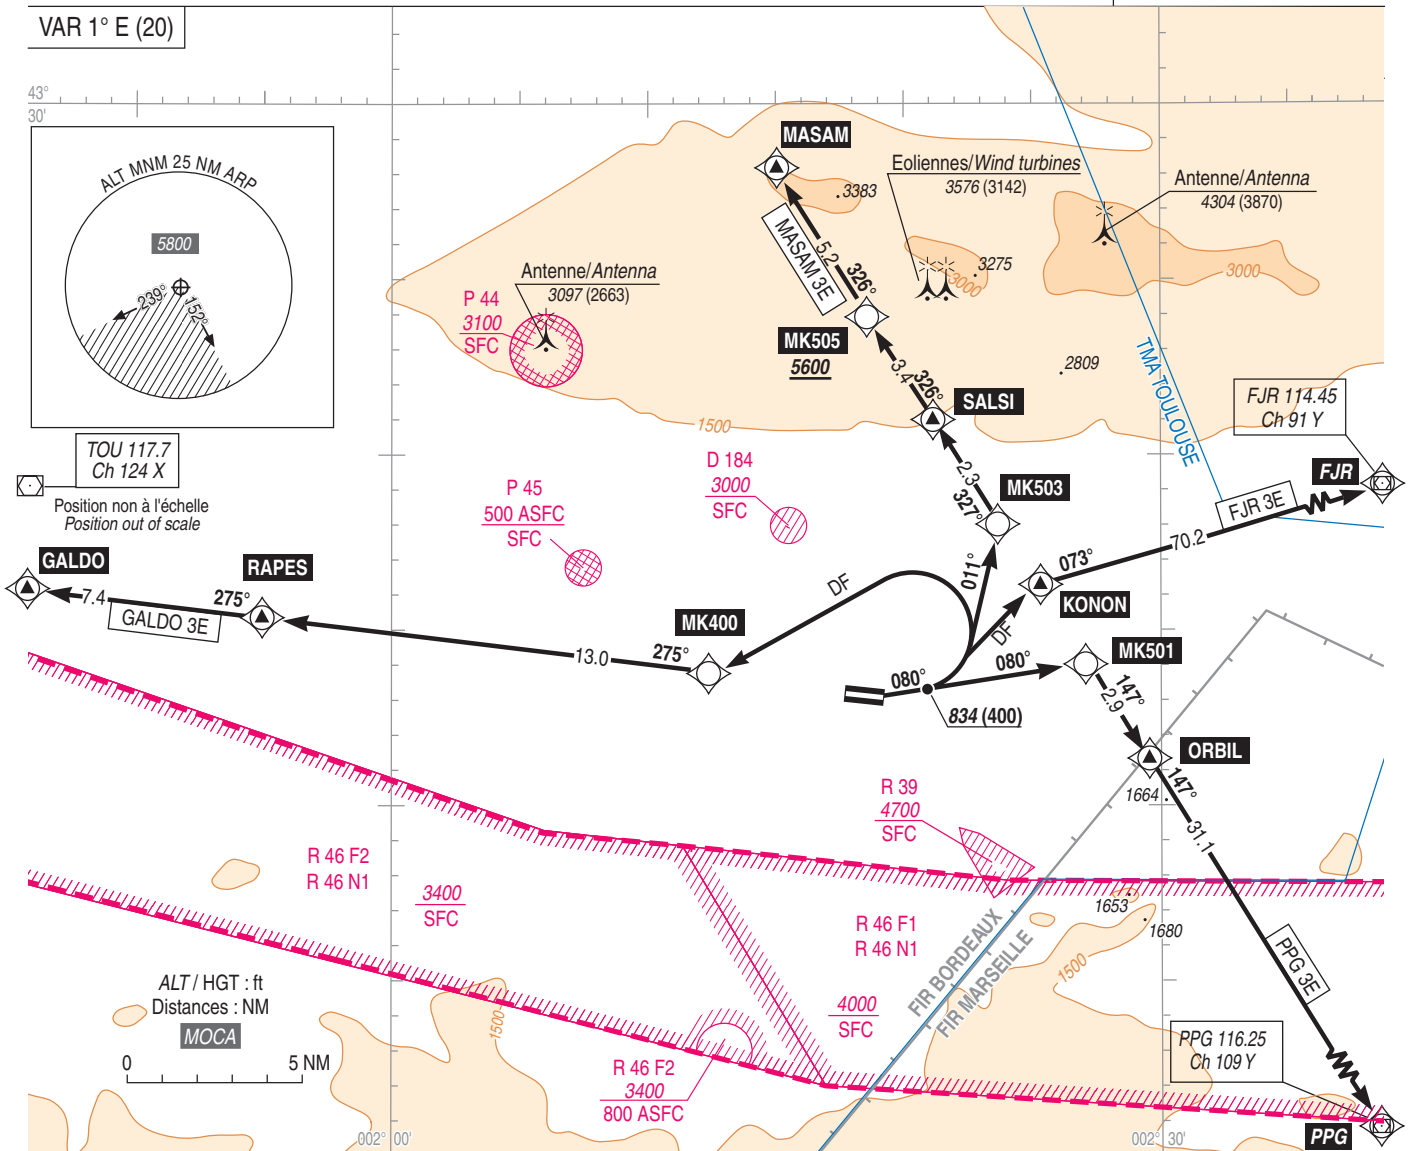 VAR 1° E (20)
43°
30'
ALT MNM 25 NM ARP
5800
239°
152°
TOU 117.7
Ch 124 X
Position non à l'échelle
Position out of scale
MASAM
3383
Eoliennes/Wind turbines
3576 (3142)
Antenne/Antenna
4304 (3870)
3275
3000
3000
Antenne/Antenna
3097 (2663)
P 44
3100
SFC
5.2
MASAM 3E
326°
MK505
5600
3.4
326°
SALSI
2809
TMA TOULOUSE
FJR 114.45
Ch 91 Y
1500
D 184
3000
SFC
P 45
500 ASFC
SFC
2.3
MK503
327°
FJR
FJR 3E
70.2
GALDO
7.4
GALDO 3E
275°
RAPES
13.0
275°
MK400
DF
011°
DF
073°
KONON
080°
080°
MK501
834 (400)
147°
2.9
ORBIL
147°
1664
31.1
R 39
4700
SFC
R 46 F2
R 46 N1
3400
SFC
R 46 F1
R 46 N1
4000
SFC
1653
1680
1500
FIR BORDEAUX
FIR MARSEILLE
PPG 3E
ALT / HGT : ft
Distances : NM
MOCA
0 5 NM
1500
R 46 F2
3400
800 ASFC
PPG 116.25
Ch 109 Y
PPG
002° 00'
002° 30'